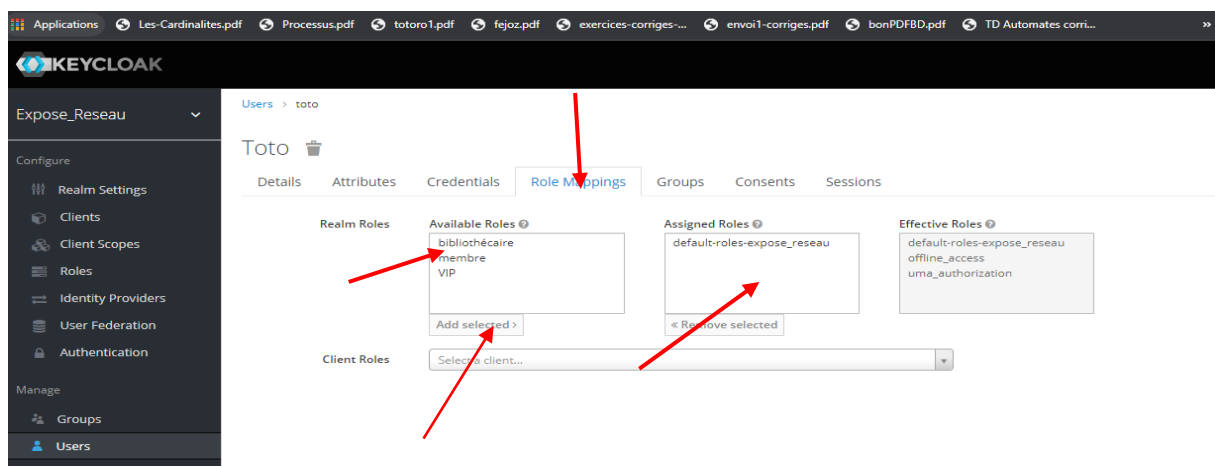 Applications Les-Cardinalites.pdf Processus.pdf totoro1.pdf fejoz.pdf exercices-corriges-... envoi1-corriges.pdf bonPDFBD.pdf TD Automates corri... »
KEYCLOAK
Expose_Reseau
Configure
Realm Settings
Clients
Client Scopes
Roles
Identity Providers
User Federation
Authentication
Manage
Groups
Users
Users > toto
Toto
Details Attributes Credentials Role Mappings Groups Consents Sessions
Realm Roles
Available Roles
bibliothécaire
membre
VIP
Add selected >
Assigned Roles
default-roles-expose_reseau
« Remove selected
Effective Roles
default-roles-expose_reseau
offline_access
uma_authorization
Client Roles
Select a client...